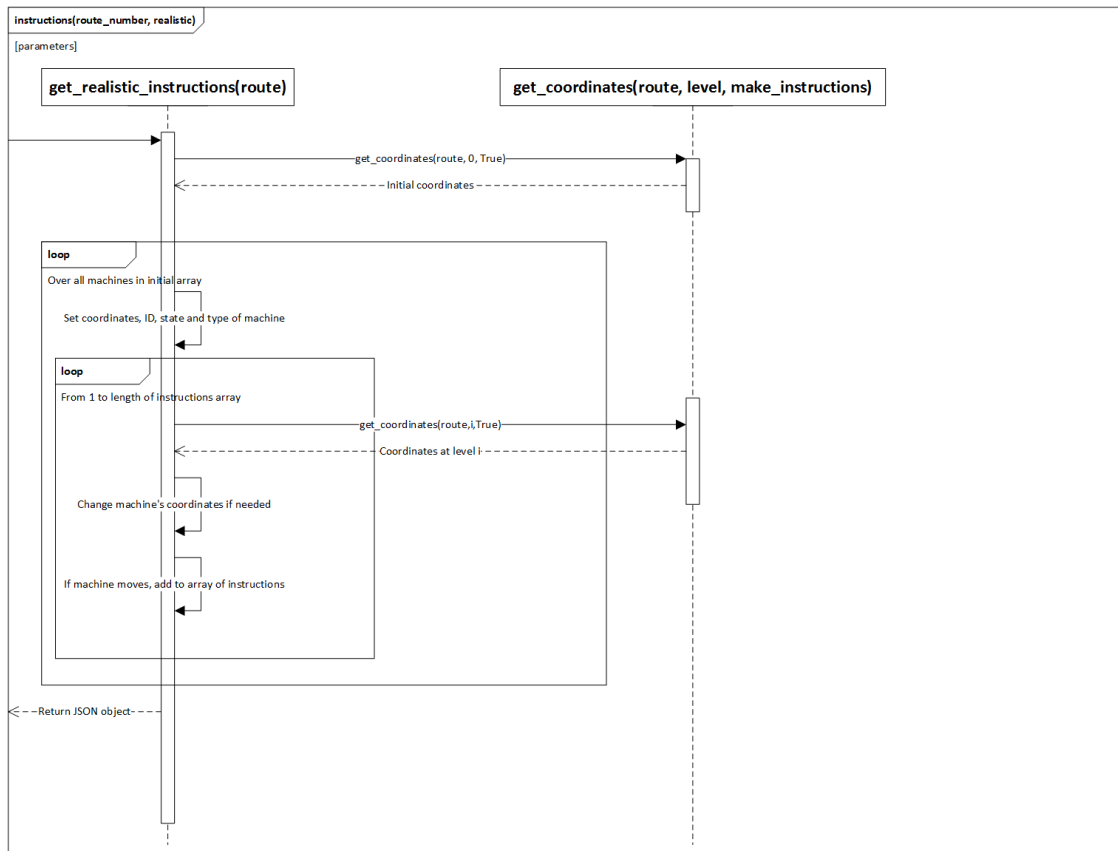 instructions(route_number, realistic)
[parameters]
get_realistic_instructions(route)
get_coordinates(route, level, make_instructions)
get_coordinates(route, 0, True)
Initial coordinates
loop
Over all machines in initial array
Set coordinates, ID, state and type of machine
loop
From 1 to length of instructions array
get_coordinates(route,i,True)
Coordinates at level i
Change machine's coordinates if needed
If machine moves, add to array of instructions
Return JSON object